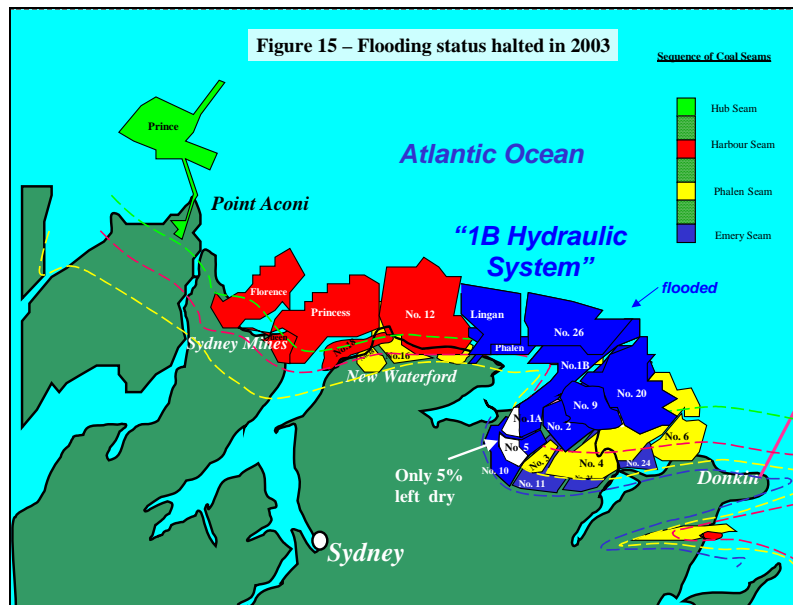 Figure 15 – Flooding status halted in 2003
Sequence of Coal Seams
Hub Seam
Harbour Seam
Phalen Seam
Emery Seam
Prince
Atlantic Ocean
Point Aconi
“1B Hydraulic
System”
flooded
Florence
Princess
No. 12
Lingan
No. 26
Sydney Mines
No.16
Phalen
New Waterford
No.1B
No. 20
No. 9
No.1A
No. 2
No. 6
No. 5
No. 4
No. 24
No. 10
No. 11
Only 5%
left dry
Donkin
Sydney